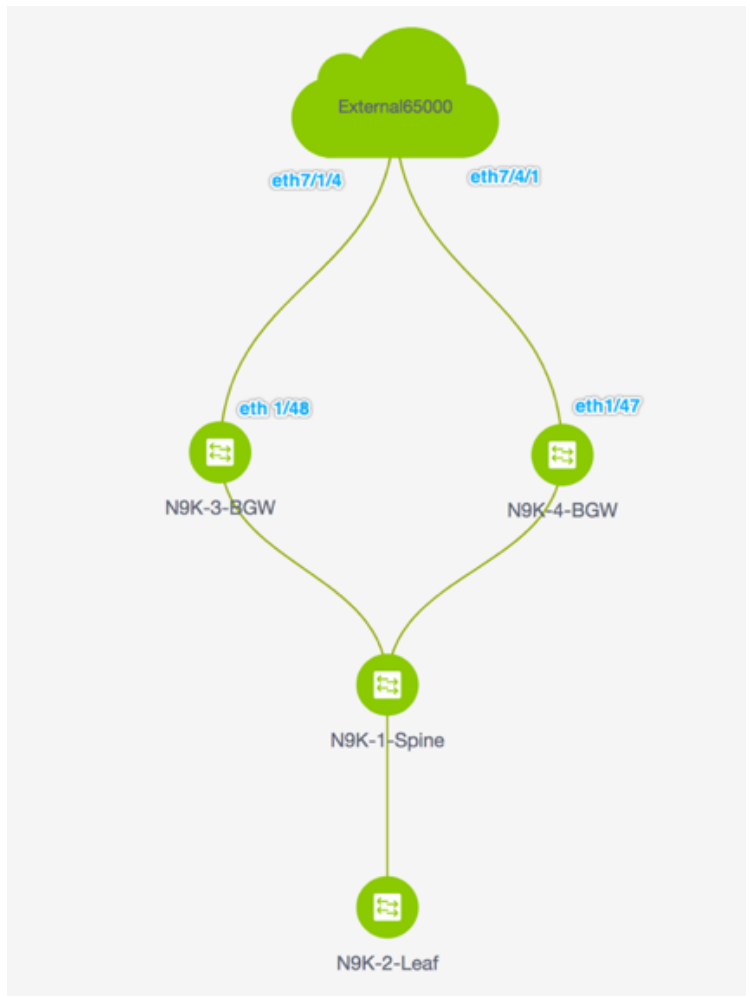 External65000
eth7/1/4
eth7/4/1
eth 1/48
eth1/47
N9K-3-BGW
N9K-4-BGW
N9K-1-Spine
N9K-2-Leaf